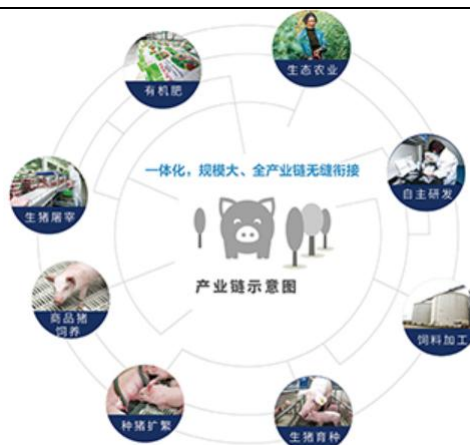 有机肥
生态农业
一体化，规模大、全产业链无缝衔接
自主研发
生猪屠宰
产业链示意图
商品猪
饲养
饲料加工
种猪扩繁
生猪育种